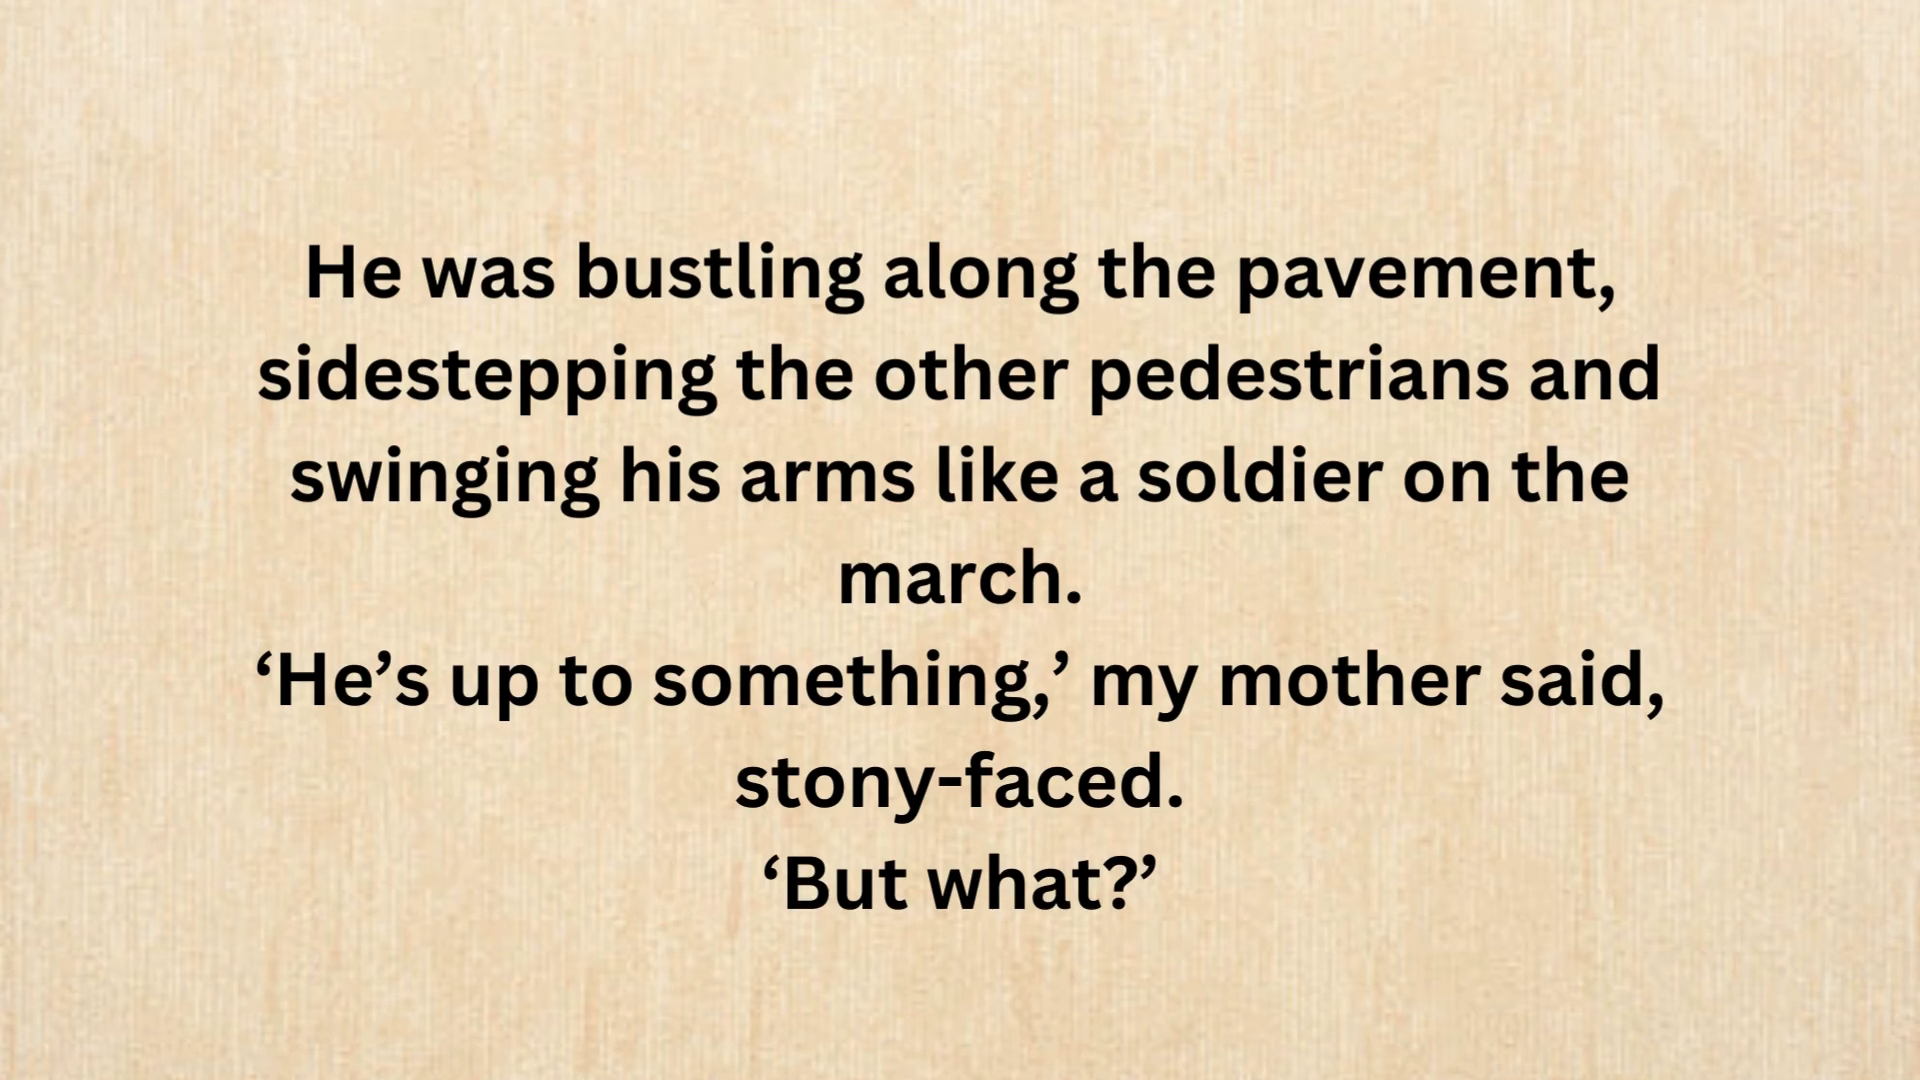 He was bustling along the pavement,
sidestepping the other pedestrians and
swinging his arms like a soldier on the
march.
‘He’s up to something,’ my mother said,
stony-faced.
‘But what?’